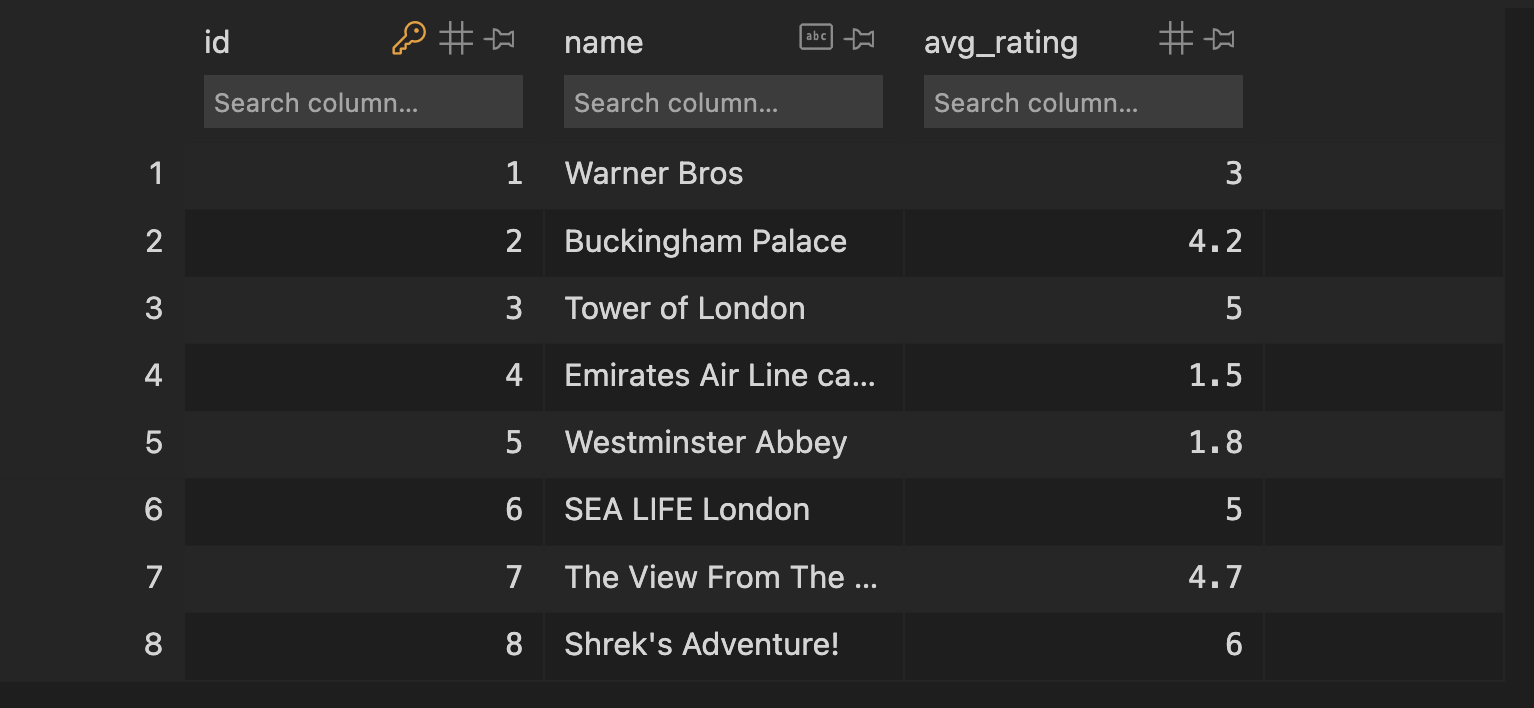 id name abc avg_rating
Search column... Search column... Search column...
1 1 Warner Bros 3
2 2 Buckingham Palace 4.2
3 3 Tower of London 5
4 4 Emirates Air Line ca... 1.5
5 5 Westminster Abbey 1.8
6 6 SEA LIFE London 5
7 7 The View From The ... 4.7
8 8 Shrek's Adventure! 6